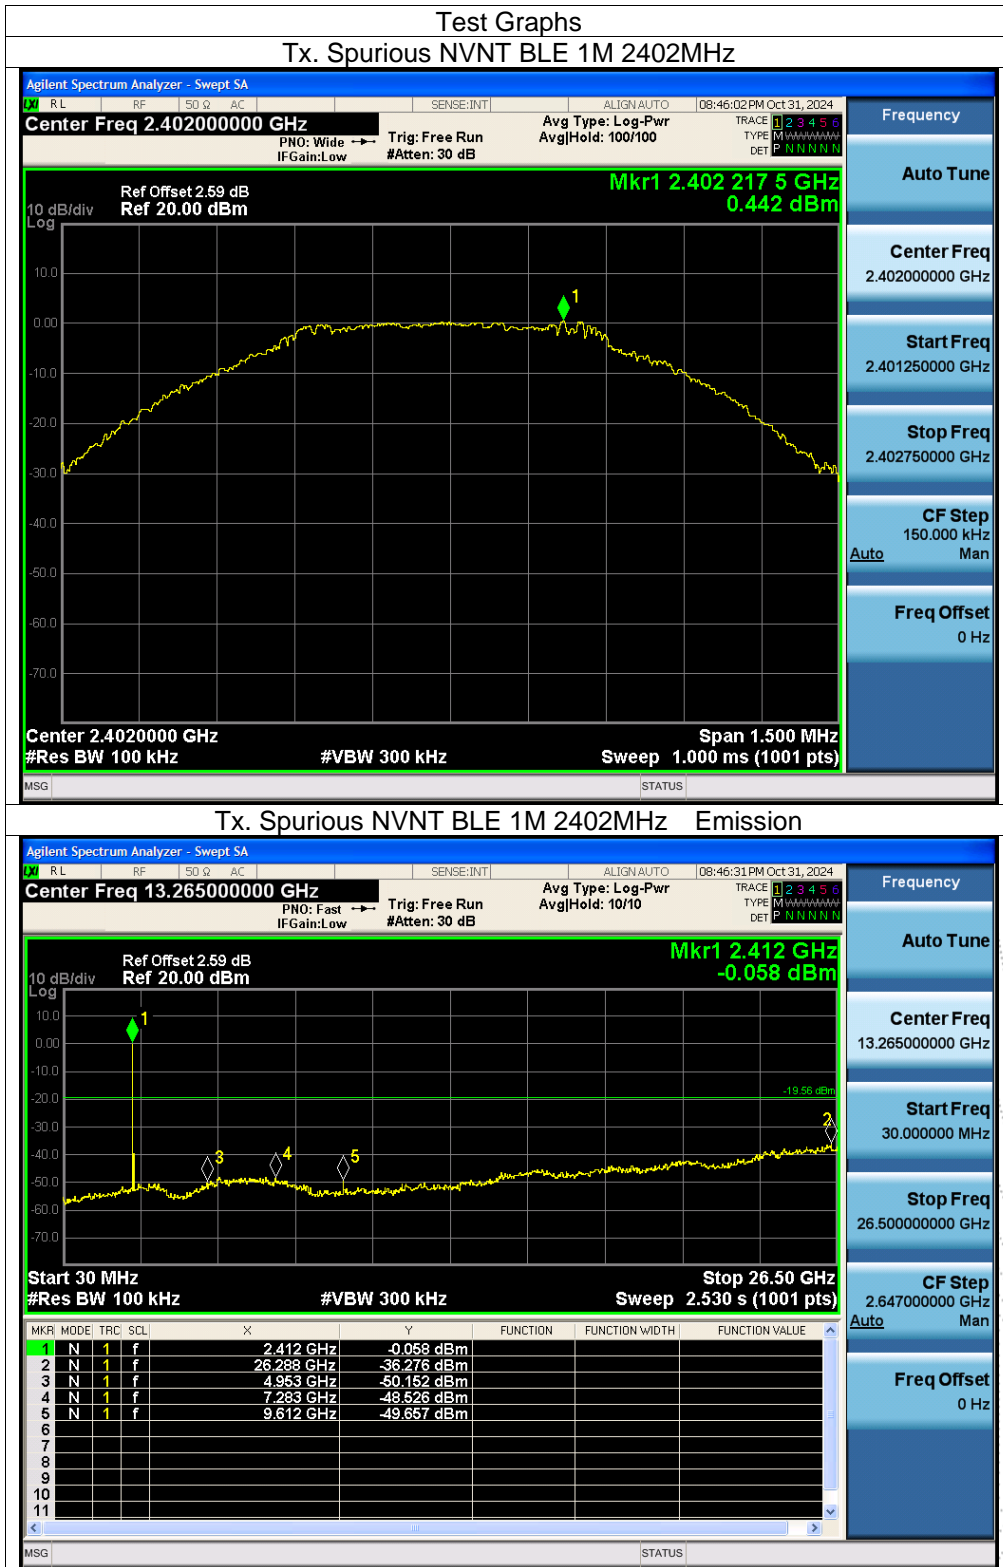 Test Graphs
Tx. Spurious NVNT BLE 1M 2402MHz
Agilent Spectrum Analyzer - Swept SA
LXI RL RF 50 Ω AC SENSE:INT ALIGN AUTO 08:46:02 PM Oct 31, 2024
Center Freq 2.402000000 GHz Avg Type: Log-Pwr TRACE 1 2 3 4 5 6
PNO: Wide Trig: Free Run Avg|Hold: 100/100 TYPE M WWWWW
IFGain:Low #Atten: 30 dB DET P N N N N N
Frequency
Auto Tune
Center Freq
2.402000000 GHz
Start Freq
2.401250000 GHz
Stop Freq
2.402750000 GHz
CF Step
150.000 kHz
Auto Man
Freq Offset
0 Hz
Mkr1 2.402 217 5 GHz
0.442 dBm
Ref Offset 2.59 dB
10 dB/div Ref 20.00 dBm
Log
10.0
1
0.00
-10.0
-20.0
-30.0
-40.0
-50.0
-60.0
-70.0
Center 2.4020000 GHz Span 1.500 MHz
#Res BW 100 kHz #VBW 300 kHz Sweep 1.000 ms (1001 pts)
MSG STATUS
Tx. Spurious NVNT BLE 1M 2402MHz Emission
Agilent Spectrum Analyzer - Swept SA
LXI RL RF 50 Ω AC SENSE:INT ALIGN AUTO 08:46:31 PM Oct 31, 2024
Center Freq 13.265000000 GHz Avg Type: Log-Pwr TRACE 1 2 3 4 5 6
PNO: Fast Trig: Free Run Avg|Hold: 10/10 TYPE M WWWWW
IFGain:Low #Atten: 30 dB DET P N N N N N
Frequency
Auto Tune
Center Freq
13.265000000 GHz
Start Freq
30.000000 MHz
Stop Freq
26.500000000 GHz
CF Step
2.647000000 GHz
Auto Man
Freq Offset
0 Hz
Mkr1 2.412 GHz
-0.058 dBm
Ref Offset 2.59 dB
10 dB/div Ref 20.00 dBm
Log
10.0
1
0.00
-10.0
-20.0
-19.56 dBm
-30.0
2
-40.0
3 4 5
-50.0
-60.0
-70.0
Start 30 MHz Stop 26.50 GHz
#Res BW 100 kHz #VBW 300 kHz Sweep 2.530 s (1001 pts)
MKR MODE TRC SCL X Y FUNCTION FUNCTION WIDTH FUNCTION VALUE
1 N 1 f 2.412 GHz -0.058 dBm
2 N 1 f 26.288 GHz -36.276 dBm
3 N 1 f 4.953 GHz -50.152 dBm
4 N 1 f 7.283 GHz -48.526 dBm
5 N 1 f 9.612 GHz -49.657 dBm
6
7
8
9
10
11
MSG STATUS